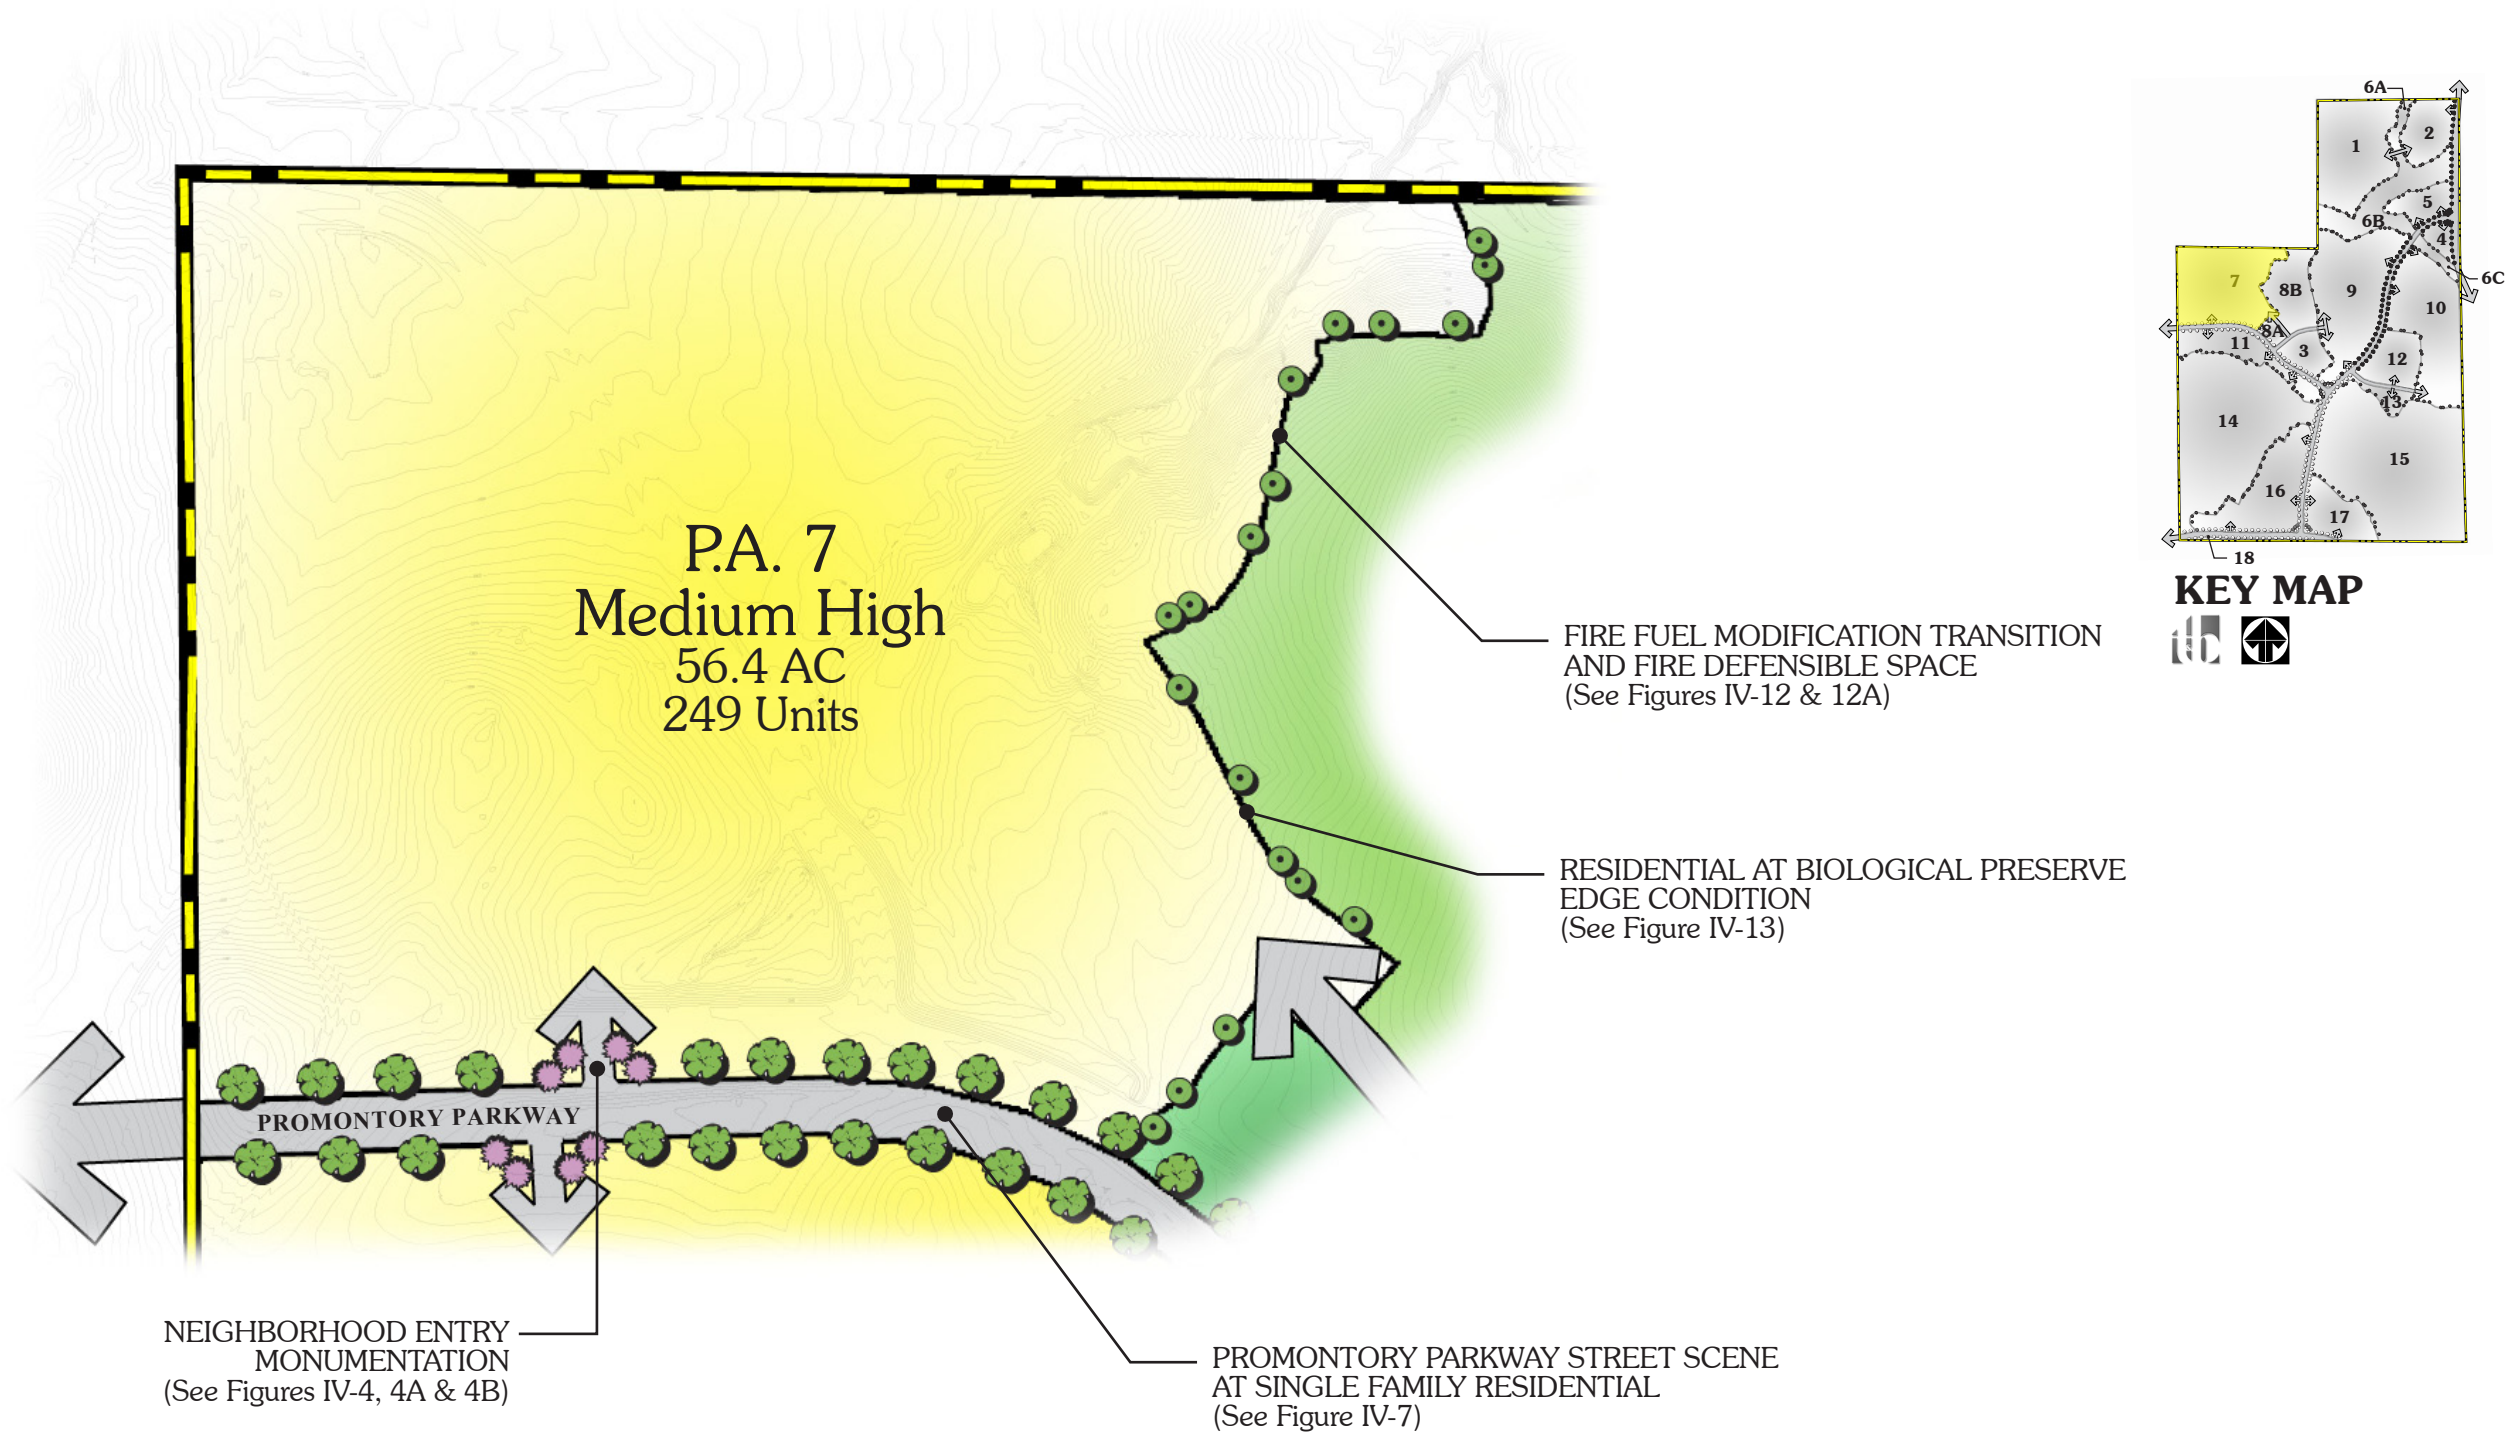 P.A. 7
Medium High
56.4 AC
249 Units
PROMONTORY PARKWAY
FIRE FUEL MODIFICATION TRANSITION
AND FIRE DEFENSIBLE SPACE
(See Figures IV-12 & 12A)
RESIDENTIAL AT BIOLOGICAL PRESERVE
EDGE CONDITION
(See Figure IV-13)
NEIGHBORHOOD ENTRY
MONUMENTATION
(See Figures IV-4, 4A & 4B)
PROMONTORY PARKWAY STREET SCENE
AT SINGLE FAMILY RESIDENTIAL
(See Figure IV-7)
6A
2
1
5
6B
4
6C
7
8B
9
10
8A
11
3
12
13
14
15
16
17
18
KEY MAP